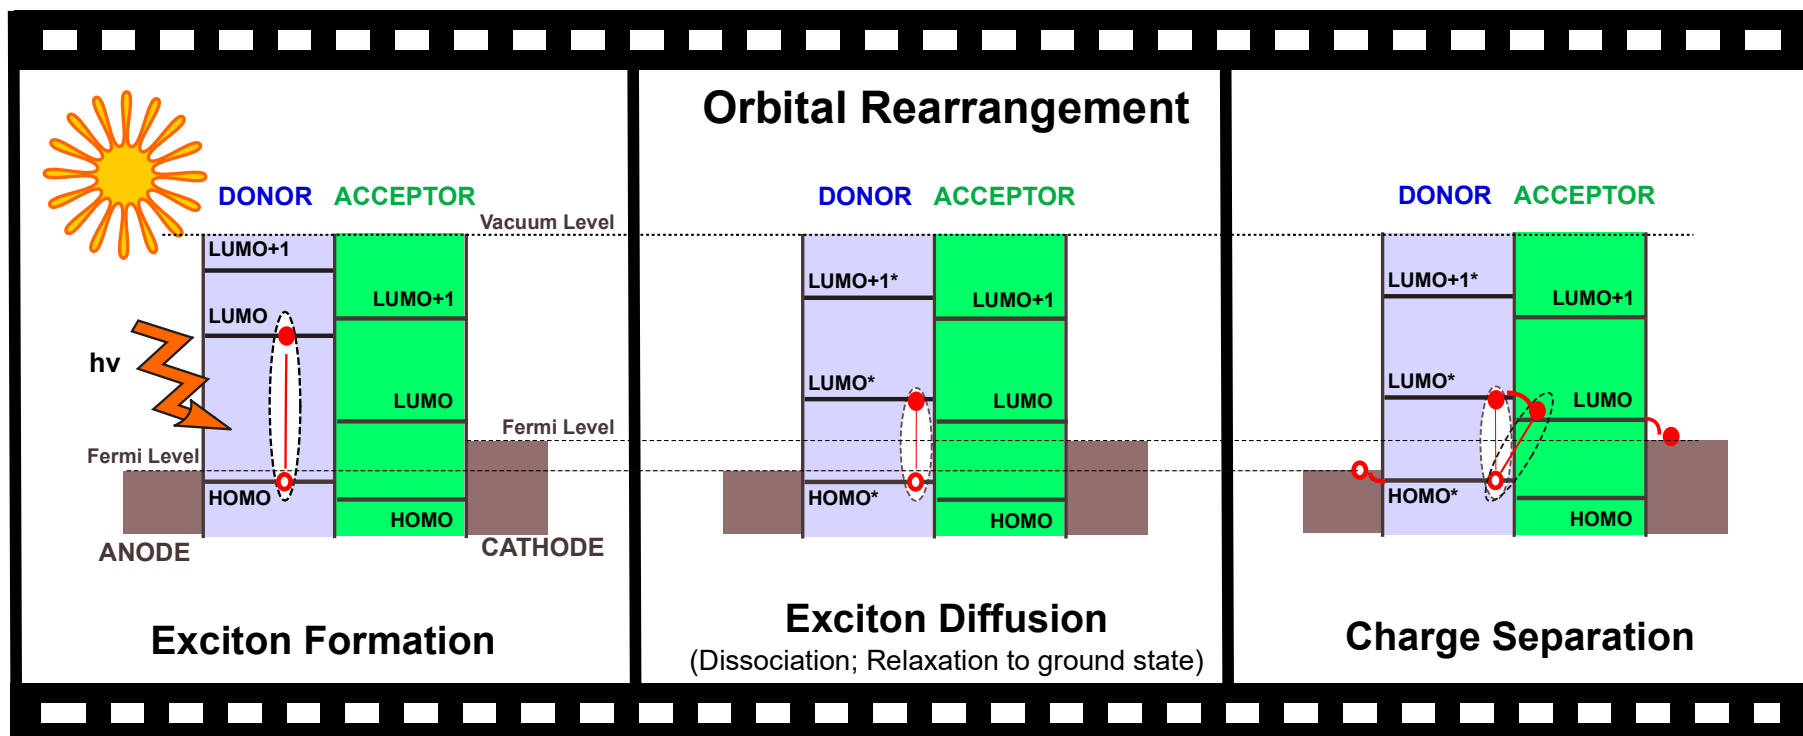 Orbital Rearrangement
DONOR ACCEPTOR
Vacuum Level
LUMO+1
LUMO+1
LUMO
hv
LUMO
Fermi Level
Fermi Level
HOMO
HOMO
ANODE
CATHODE
Exciton Formation
DONOR ACCEPTOR
LUMO+1*
LUMO+1
LUMO*
LUMO
HOMO*
HOMO
Exciton Diffusion
(Dissociation; Relaxation to ground state)
DONOR ACCEPTOR
LUMO+1*
LUMO+1
LUMO*
LUMO
HOMO*
HOMO
Charge Separation